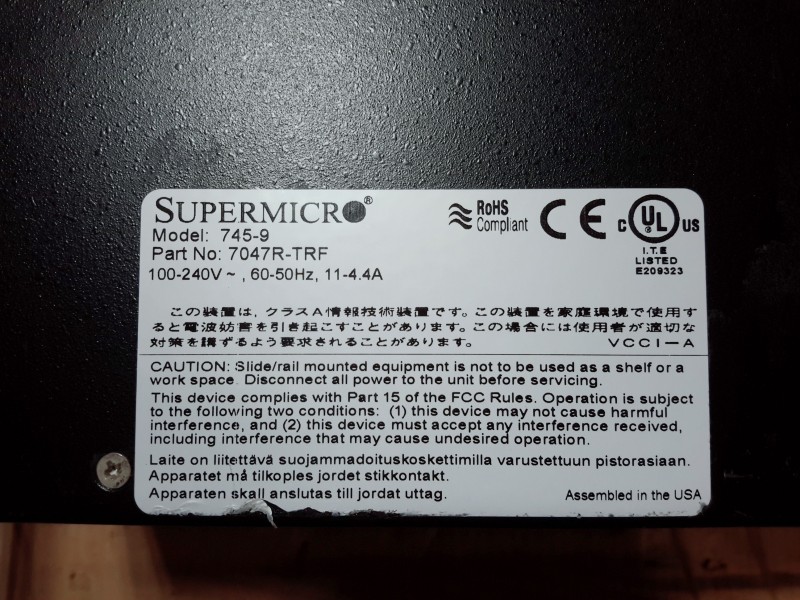 SUPERMICRO®
RoHS
Compliant
CE
c UL® US
I.T.E
LISTED
E209323
Model: 745-9
Part No: 7047R-TRF
100-240V ~ , 60-50Hz, 11-4.4A
この装置は, クラスA情報技術装置です。この装置を家庭環境で使用す
ると電波妨害を引き起こすことがあります。この場合には使用者が適切な
対策を講ずるよう要求されることがあります。 VCCI-A
CAUTION: Slide/rail mounted equipment is not to be used as a shelf or a
work space. Disconnect all power to the unit before servicing.
This device complies with Part 15 of the FCC Rules. Operation is subject
to the following two conditions: (1) this device may not cause harmful
interference, and (2) this device must accept any interference received,
including interference that may cause undesired operation.
Laite on liitettävä suojammadoituskoskettimilla varustettuun pistorasiaan.
Apparatet må tilkoples jordet stikkontakt.
Apparaten skall anslutas till jordat uttag. Assembled in the USA